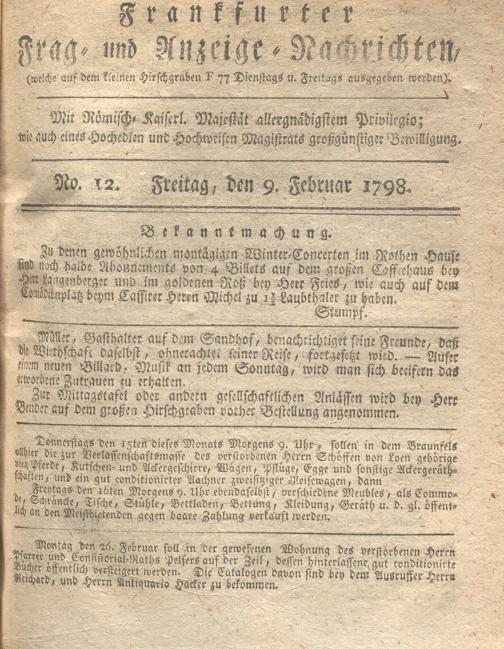 Frankfurter
Frag- und Anzeige-Nachrichten,
(welche auf dem kleinen Hirschgraben F 77 Dienstags u. Freitags ausgegeben werden).
Mit Römisch-Kaiserl. Majestät allergnädigstem Privilegio;
wie auch eines Hochedlen und Hochweisen Magistrats großgünstiger Bewilligung.
No. 12. Freitag, den 9. Februar 1798.
Bekanntmachung.
Zu denen gewöhnlichen montägigen Winter-Concerten im Rothen Hause
sind noch halbe Abonnements von 4 Billets auf dem großen Caffeehaus bey
Herr Langenberger und im goldenen Roß bey Herr Fries, wie auch auf dem
Comödienplatz beym Cassirer Herrn Michel zu 1½ Laubthaler zu haben.
Stumpf.
Müller, Gasthalter auf dem Sandhof, benachrichtiget seine Freunde, daß
die Wirthschaft daselbst, ohnerachtet seiner Reise, fortgesetzt wird. — Auser
einem neuen Billard, Musik an jedem Sonntag, wird man sich beeifern das
erworbene Zutrauen zu erhalten.
Zur Mittagstafel oder andern gesellschaftlichen Anlässen wird bey Herr
Bender auf dem großen Hirschgraben vorher Bestellung angenommen.
Donnerstags den 15ten dieses Monats Morgens 9. Uhr, sollen in dem Braunfels
allhier die zur Verlassenschaftsmasse des verstorbenen Herrn Schöffen von Loen gehörige
vier Pferde, Kutschen- und Ackergeschirre, Wägen, Pflüge, Egge und sonstige Ackergeräth-
schaften, und ein gut conditionirter Aachner zweisitziger Reisewagen, dann
Freytags den 16ten Morgens 9. Uhr ebendaselbst, verschiedene Meubles, als Commo-
de, Schräncke, Tische, Stühle, Bettladen, Bettung, Kleidung, Geräth u. d. gl. öffent-
lich an den Meistbietenden gegen baare Zahlung verkauft werden.
Montag den 26. Februar soll in der gewesenen Wohnung des verstorbenen Herrn
Pfarrer und Consistorial-Raths Pelsers auf der Zeil, dessen hinterlassene gut conditionirte
Bücher öffentlich versteigert werden. Die Catalogen davon sind bey dem Ausruffer Herrn
Reichard, und Herrn Antiquario Hacker zu bekommen.